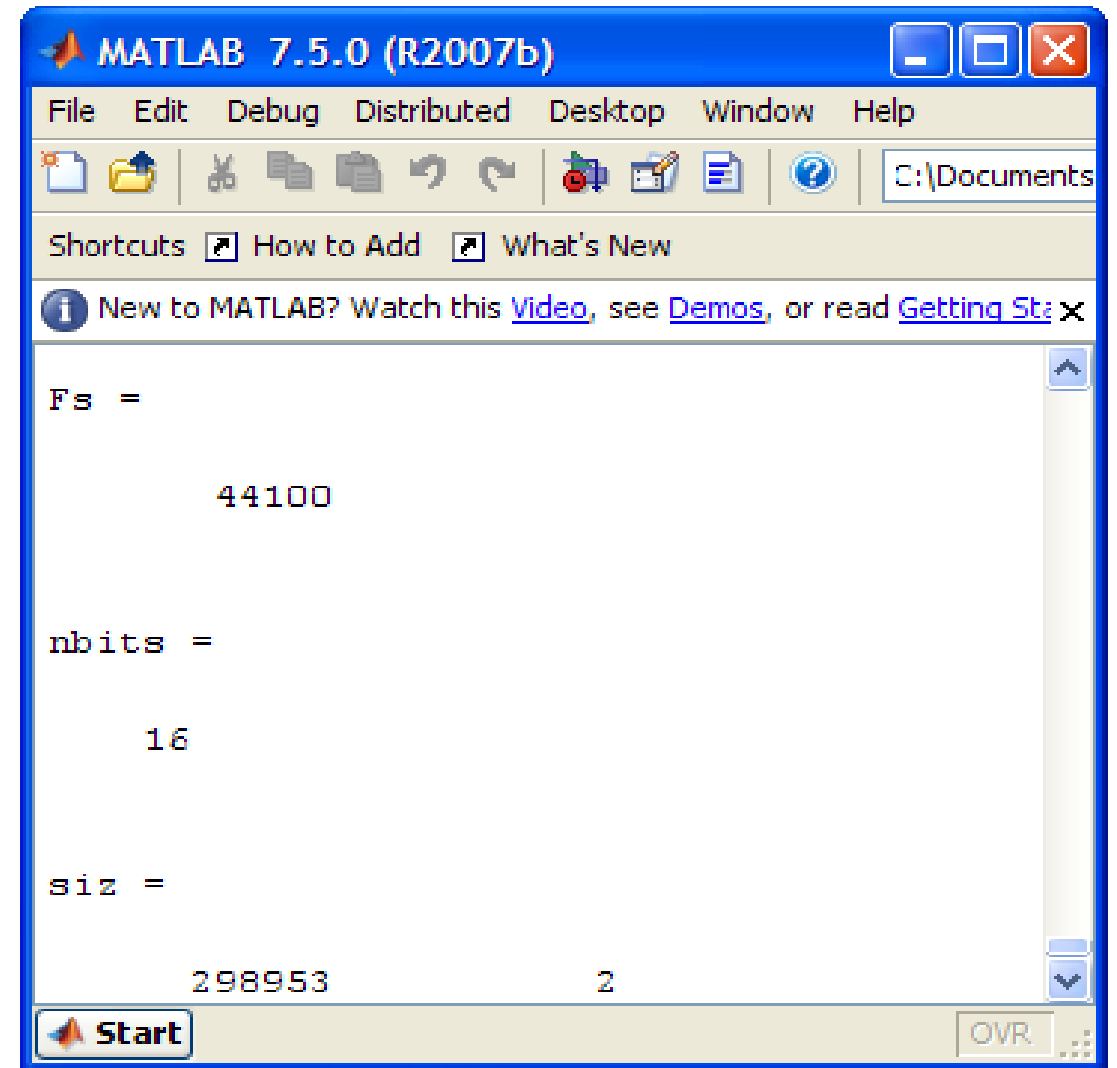 MATLAB 7.5.0 (R2007b)
File Edit Debug Distributed Desktop Window Help
C:\Documents
Shortcuts How to Add What's New
New to MATLAB? Watch this Video, see Demos, or read Getting Sta
Fs =
44100
nbits =
16
siz =
298953 2
Start OVR